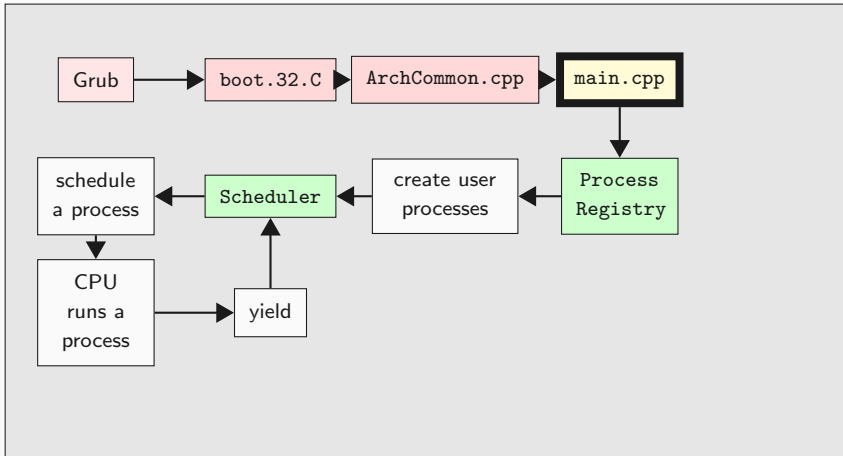 Grub
boot.32.C
ArchCommon.cpp
main.cpp
schedule
a process
Scheduler
create user
processes
Process
Registry
CPU
runs a
process
yield